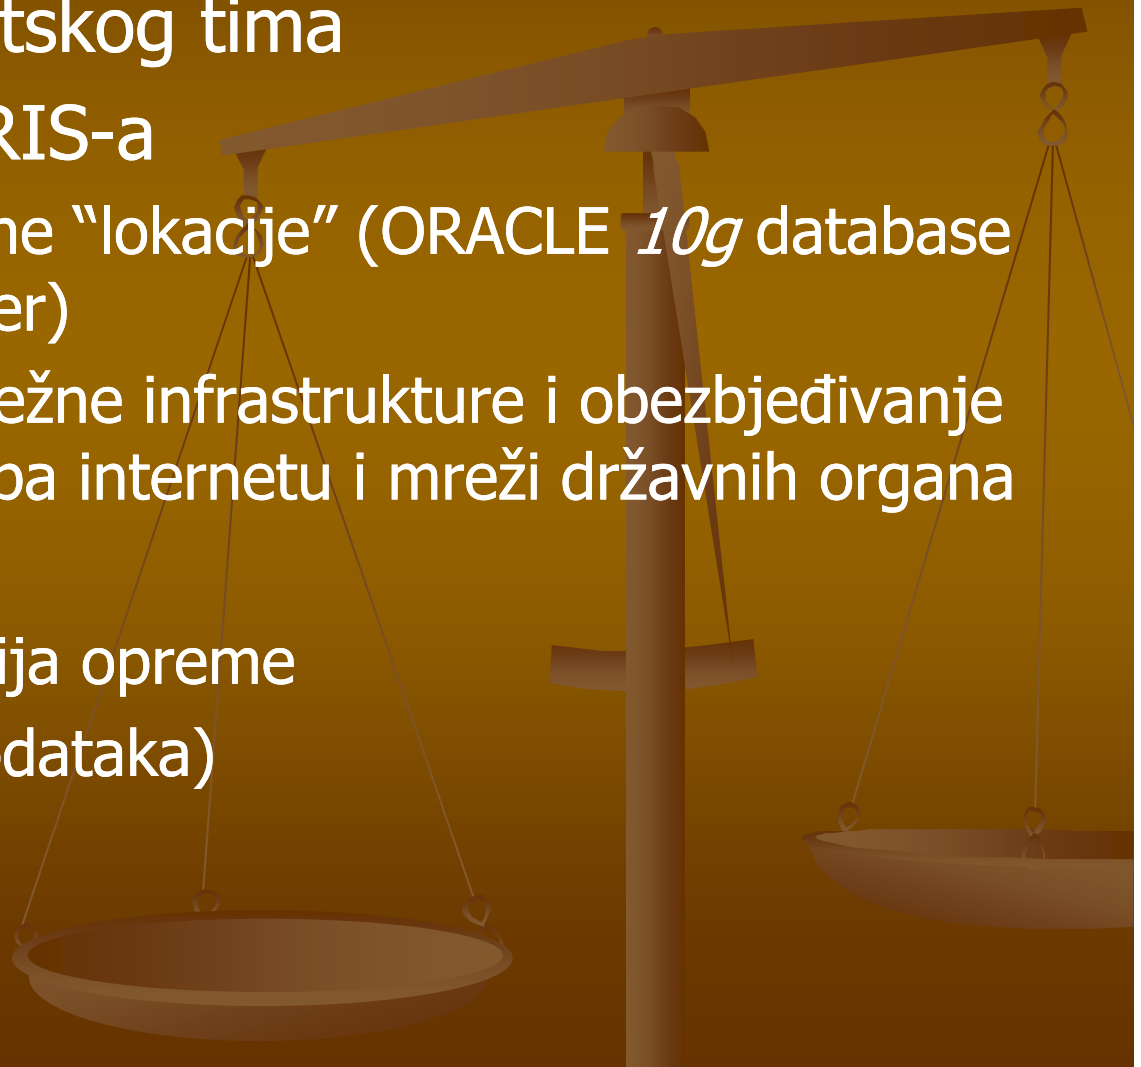 tskog tima
RIS-a
ne “lokacije” (ORACLE 10g database
er)
ežne infrastrukture i obezbjeđivanje
ba internetu i mreži državnih organa
ija opreme
dataka)